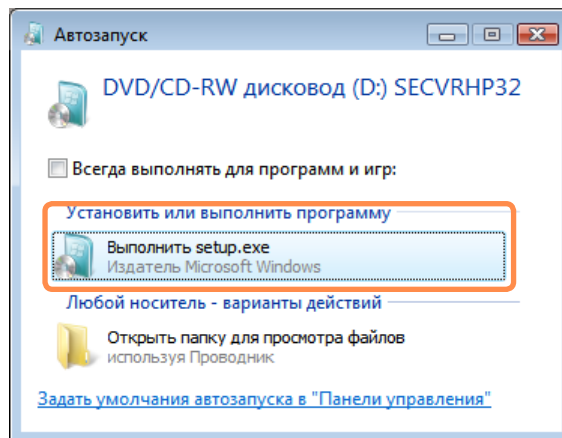 Автозапуск
DVD/CD-RW дисковод (D:) SECVRHP32
Всегда выполнять для программ и игр:
Установить или выполнить программу
Выполнить setup.exe
Издатель Microsoft Windows
Любой носитель - варианты действий
Открыть папку для просмотра файлов
используя Проводник
Задать умолчания автозапуска в "Панели управления"